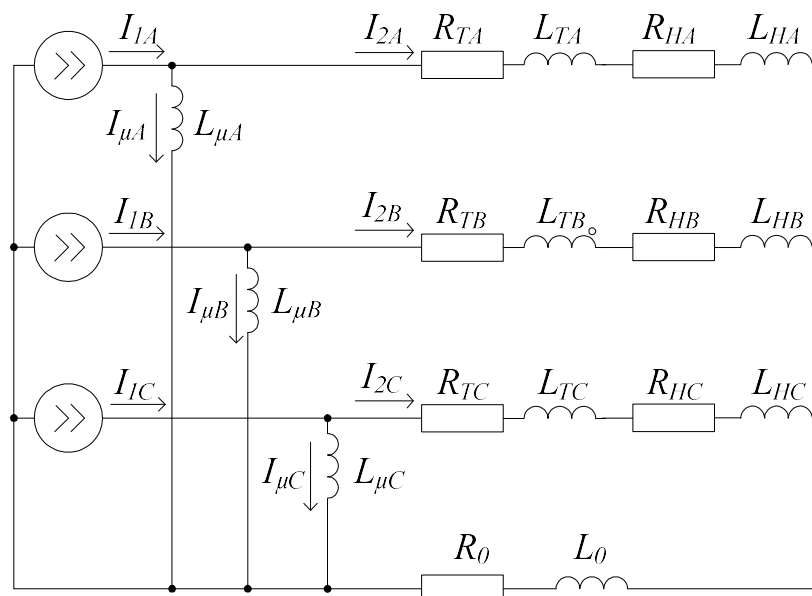 I1A I2A RTA LTA RHA LHA
IμA LμA
I1B I2B RTB LTB RHB LHB
IμB LμB
I1C I2C RTC LTC RHC LHC
IμC LμC
R0 L0